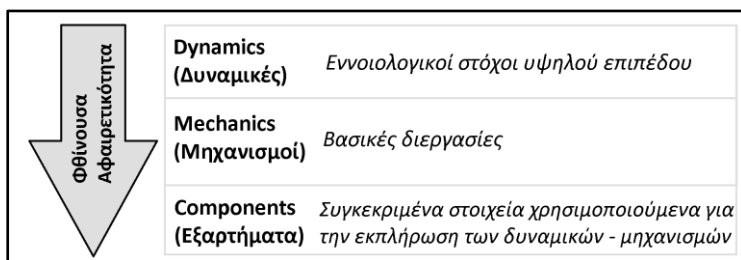 Φθίνουσα
Αφαιρετικότητα
Dynamics
(Δυναμικές)
Εννοιολογικοί στόχοι υψηλού επιπέδου
Mechanics
(Μηχανισμοί)
Βασικές διεργασίες
Components
(Εξαρτήματα)
Συγκεκριμένα στοιχεία χρησιμοποιούμενα για
την εκπλήρωση των δυναμικών - μηχανισμών